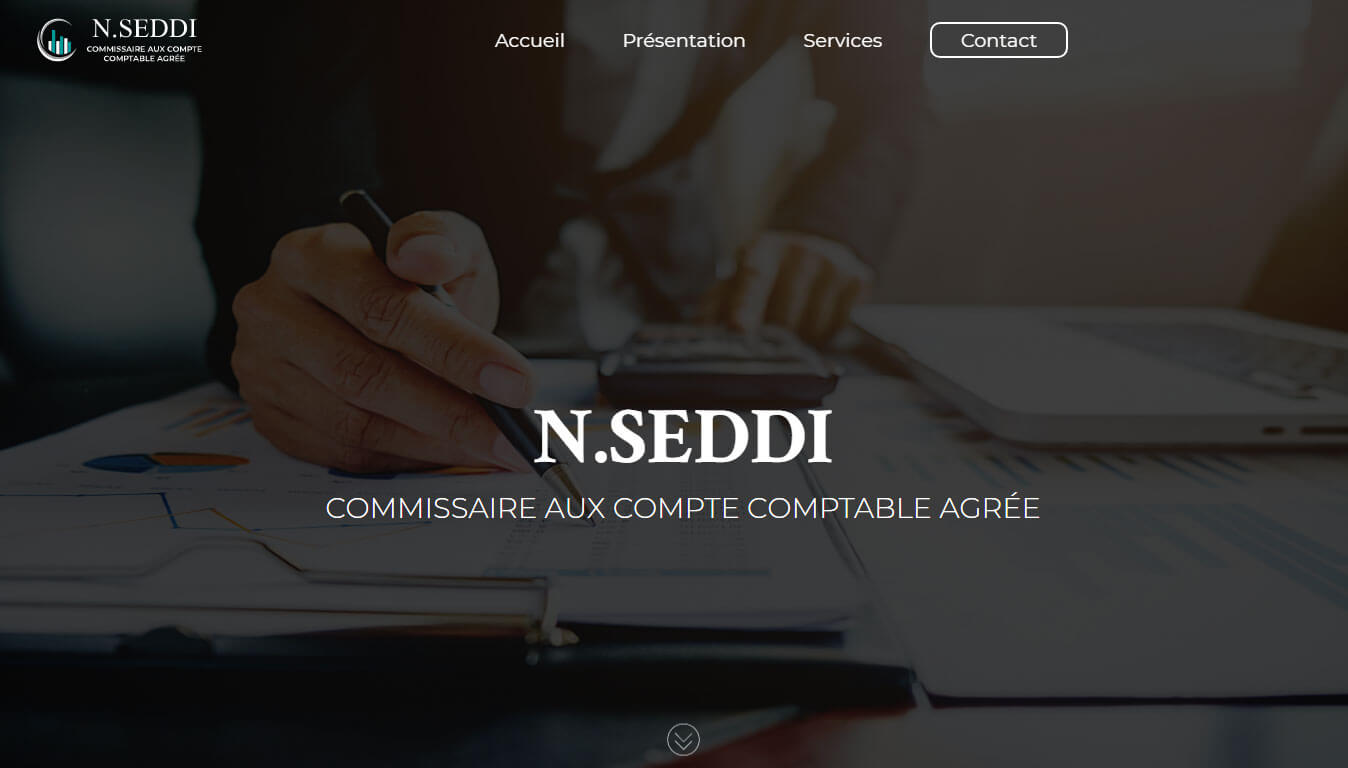 N.SEDDI
COMMISSAIRE AUX COMPTE
COMPTABLE AGRÉE
Accueil
Présentation
Services
Contact
N.SEDDI
COMMISSAIRE AUX COMPTE COMPTABLE AGRÉE